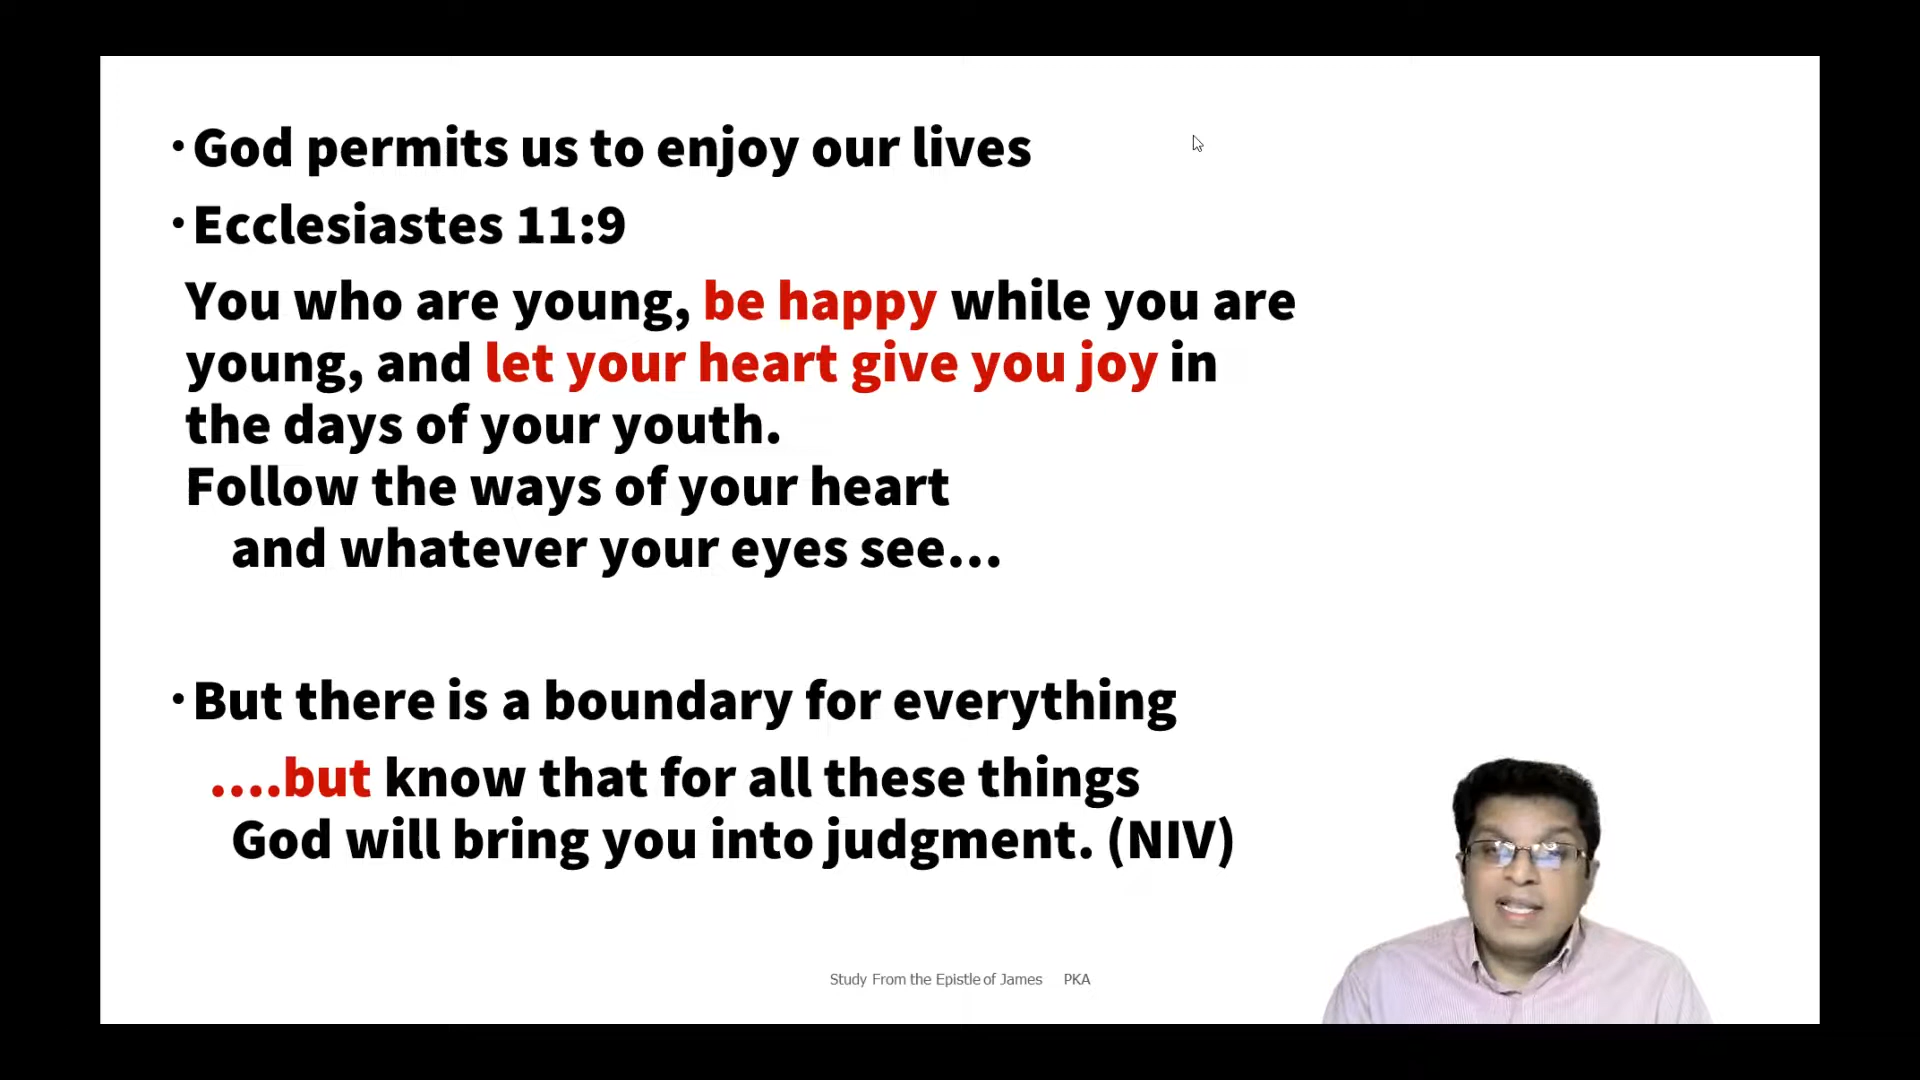 • God permits us to enjoy our lives
• Ecclesiastes 11:9
You who are young, be happy while you are
young, and let your heart give you joy in
the days of your youth.
Follow the ways of your heart
and whatever your eyes see...
• But there is a boundary for everything
....but know that for all these things
God will bring you into judgment. (NIV)
Study From the Epistle of James PKA